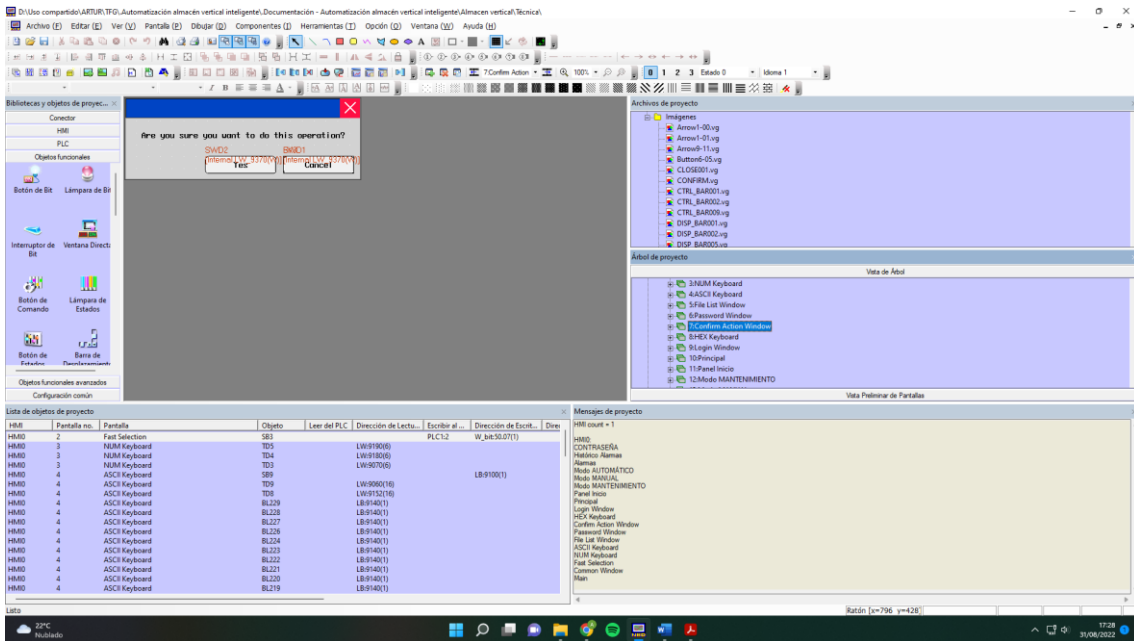 D:\Uso compartido\ARTUR\TFG\.Automatización almacén vertical inteligente\.Documentación - Automatización almacén vertical inteligente\Almacen vertical\Técnica\
Archivo (F) Editar (E) Ver (V) Pantalla (P) Dibujar (D) Componentes (I) Herramientas (T) Opción (O) Ventana (W) Ayuda (H)
7:Confirm Action 100% 0 1 2 3 Estado 0 Idioma 1
Bibliotecas y objetos de proyec...
Conector
HMI
PLC
Objetos funcionales
Botón de Bit Lámpara de Bit
Interruptor de Bit Ventana Directa
Botón de Comando Lámpara de Estados
Botón de Estados Barra de Desplazamiento
Objetos funcionales avanzados
Configuración común
Are you sure you want to do this operation?
SWD2
Yes
Cancel
Archivos de proyecto
Imágenes
Arrow1-00.vg
Arrow1-01.vg
Arrow9-11.vg
Button6-05.vg
CLOSE001.vg
CONFIRM.vg
CTRL_BAR001.vg
CTRL_BAR002.vg
CTRL_BAR009.vg
DISP_BAR001.vg
DISP_BAR002.vg
DISP_BAR005.vg
Árbol de proyecto
Vista de Árbol
3:NUM Keyboard
4:ASCII Keyboard
5:File List Window
6:Password Window
7:Confirm Action Window
8:HEX Keyboard
9:Login Window
10:Principal
11:Panel Inicio
12:Modo MANTENIMIENTO
Vista Preliminar de Pantallas
Lista de objetos de proyecto
HMI Pantalla no. Pantalla Objeto Leer del PLC Dirección de Lectu... Escribir al ... Dirección de Escrit... Direc
HMI0 2 Fast Selection SB3 PLC1:2 W_bit:50.07(1)
HMI0 3 NUM Keyboard TD5 LW:9190(6)
HMI0 3 NUM Keyboard TD4 LW:9180(6)
HMI0 3 NUM Keyboard TD3 LW:9070(6)
HMI0 4 ASCII Keyboard SB9 LB:9100(1)
HMI0 4 ASCII Keyboard TD9 LW:9060(16)
HMI0 4 ASCII Keyboard TD8 LW:9152(16)
HMI0 4 ASCII Keyboard BL229 LB:9140(1)
HMI0 4 ASCII Keyboard BL228 LB:9140(1)
HMI0 4 ASCII Keyboard BL227 LB:9140(1)
HMI0 4 ASCII Keyboard BL226 LB:9140(1)
HMI0 4 ASCII Keyboard BL224 LB:9140(1)
HMI0 4 ASCII Keyboard BL223 LB:9140(1)
HMI0 4 ASCII Keyboard BL222 LB:9140(1)
HMI0 4 ASCII Keyboard BL221 LB:9140(1)
HMI0 4 ASCII Keyboard BL220 LB:9140(1)
HMI0 4 ASCII Keyboard BL219 LB:9140(1)
Mensajes de proyecto
HMI count = 1
HMI0:
CONTRASEÑA
Histórico Alarmas
Alarmas
Modo AUTOMÁTICO
Modo MANUAL
Modo MANTENIMIENTO
Panel Inicio
Principal
Login Window
HEX Keyboard
Confirm Action Window
Password Window
File List Window
ASCII Keyboard
NUM Keyboard
Fast Selection
Common Window
Main
Listo
Ratón [x=796 y=428]
22°C
Nublado
17:28
31/08/2022